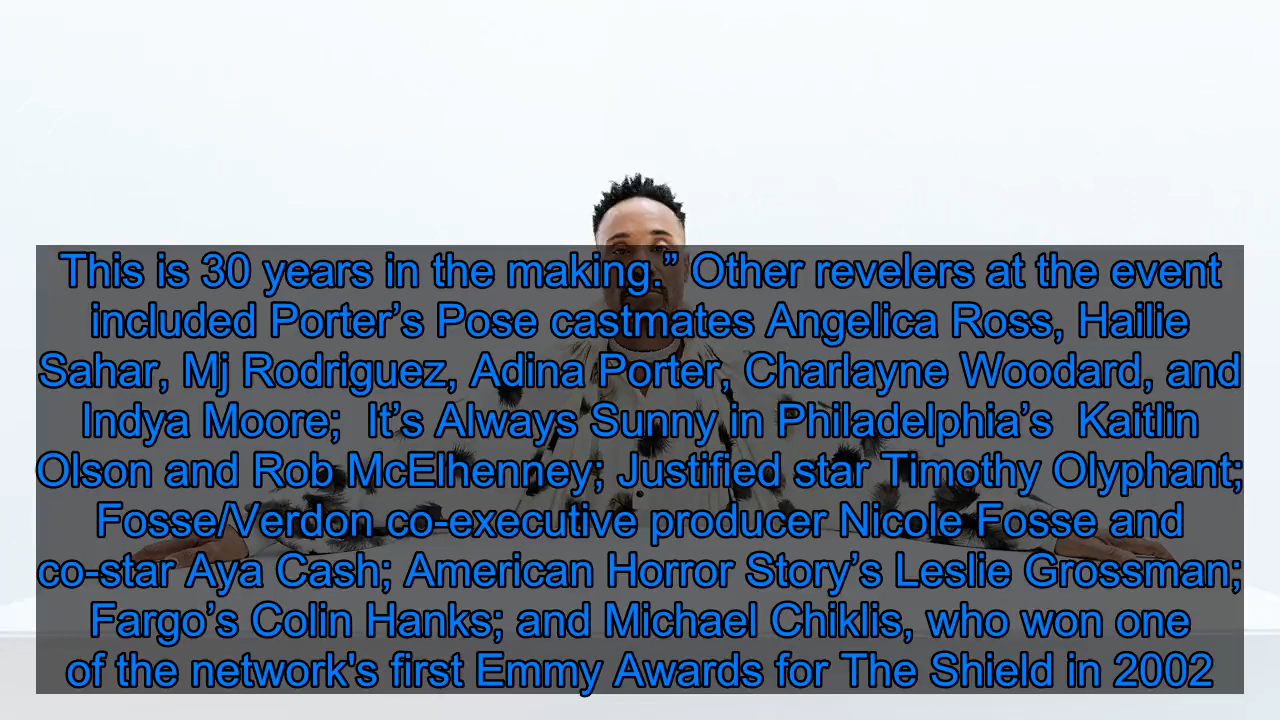 This is 30 years in the making.” Other revelers at the event
included Porter’s Pose castmates Angelica Ross, Hailie
Sahar, Mj Rodriguez, Adina Porter, Charlayne Woodard, and
Indya Moore;  It’s Always Sunny in Philadelphia’s  Kaitlin
Olson and Rob McElhenney; Justified star Timothy Olyphant;
Fosse/Verdon co-executive producer Nicole Fosse and
co-star Aya Cash; American Horror Story’s Leslie Grossman;
Fargo’s Colin Hanks; and Michael Chiklis, who won one
of the network's first Emmy Awards for The Shield in 2002